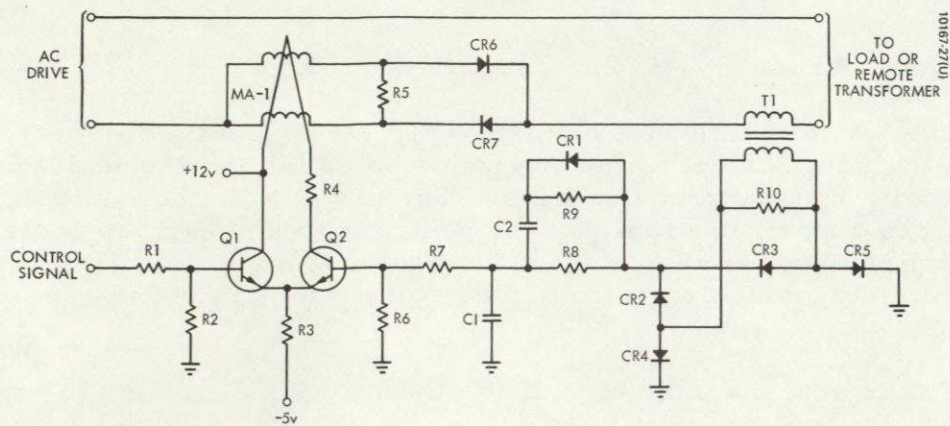 10167-27(U)
AC
DRIVE
TO
LOAD OR
REMOTE
TRANSFORMER
CR6
MA-1
R5
T1
CR7
CR1
+12v
R4
R9
R10
C2
CONTROL
SIGNAL
R1
Q1
Q2
R7
R8
CR3
CR5
R2
R3
R6
C1
CR2
CR4
-5v